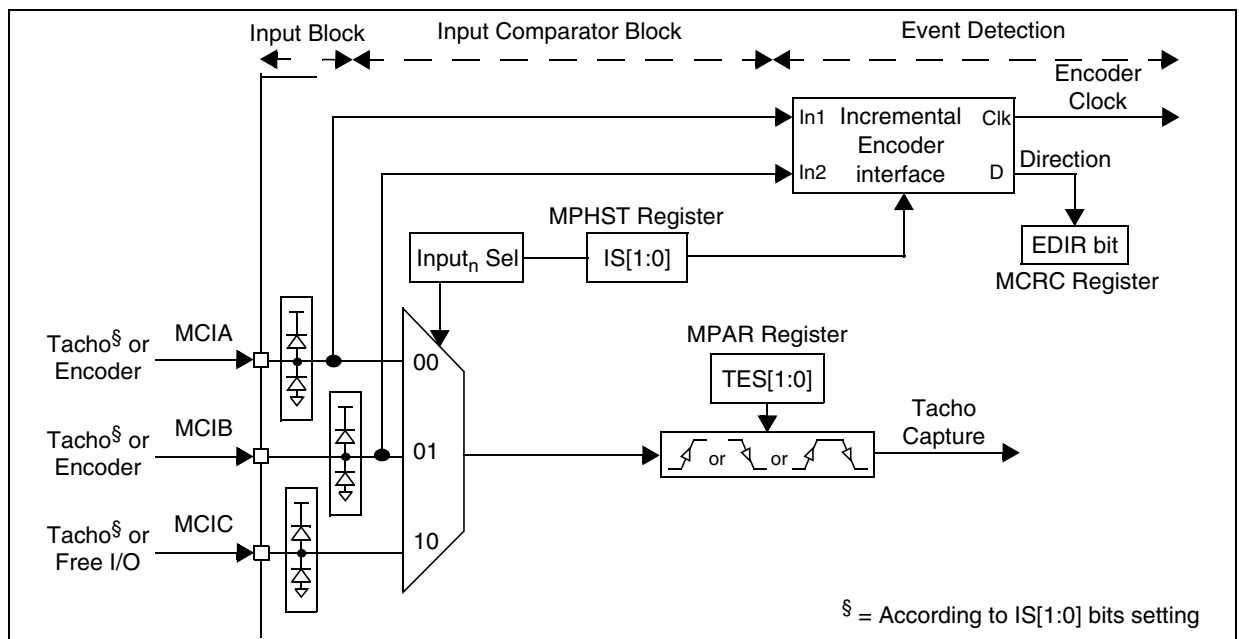 Input Block
Input Comparator Block
Event Detection
Encoder
Clock
In1
Incremental
Encoder
interface
Clk
In2
D
Direction
EDIR bit
MCRC Register
MPHST Register
Inputn Sel
IS[1:0]
Tacho§ or
Encoder
MCIA
00
MPAR Register
TES[1:0]
Tacho§ or
Encoder
MCIB
01
or
or
Tacho
Capture
Tacho§ or
Free I/O
MCIC
10
§ = According to IS[1:0] bits setting